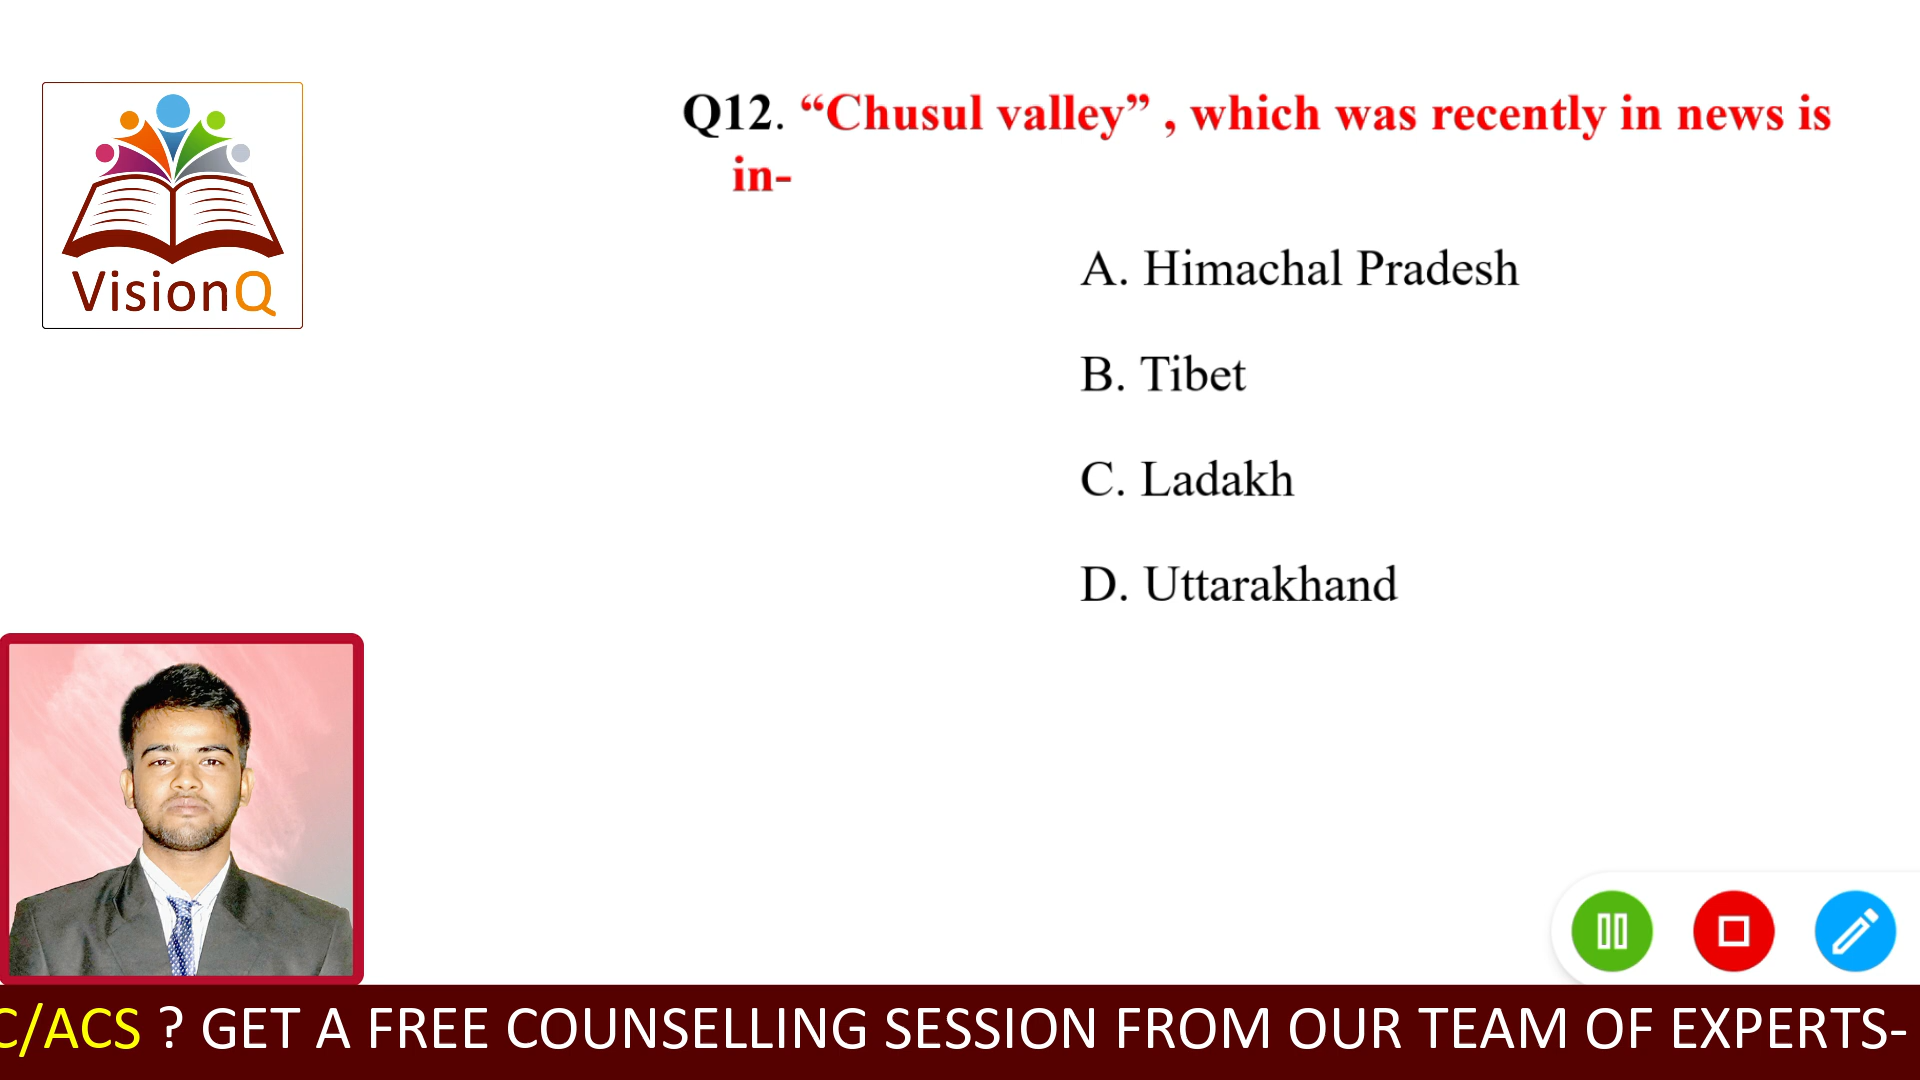 VisionQ
Q12. “Chusul valley” , which was recently in news is
in-
A. Himachal Pradesh
B. Tibet
C. Ladakh
D. Uttarakhand
C/ACS ? GET A FREE COUNSELLING SESSION FROM OUR TEAM OF EXPERTS-